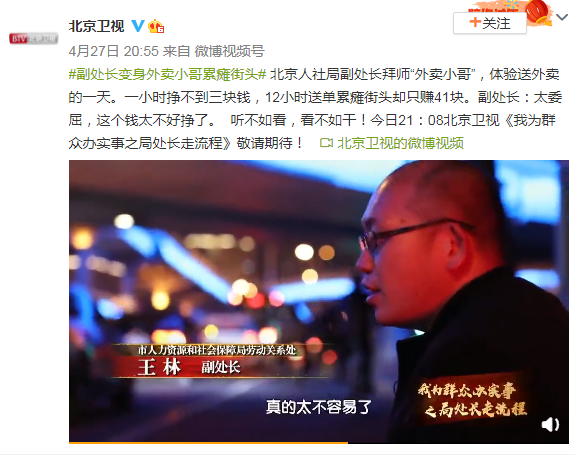 北京卫视
+关注
4月27日 20:55 来自 微博视频号
#副处长变身外卖小哥累瘫街头# 北京人社局副处长拜师“外卖小哥”，体验送外卖
的一天。一小时挣不到三块钱，12小时送单累瘫街头却只赚41块。副处长：太委
屈，这个钱太不好挣了。 听不如看，看不如干！今日21：08北京卫视《我为群
众办实事之局处长走流程》敬请期待！ 北京卫视的微博视频
市人力资源和社会保障局劳动关系处
王林 副处长
我为群众办实事
之局处长走流程
真的太不容易了